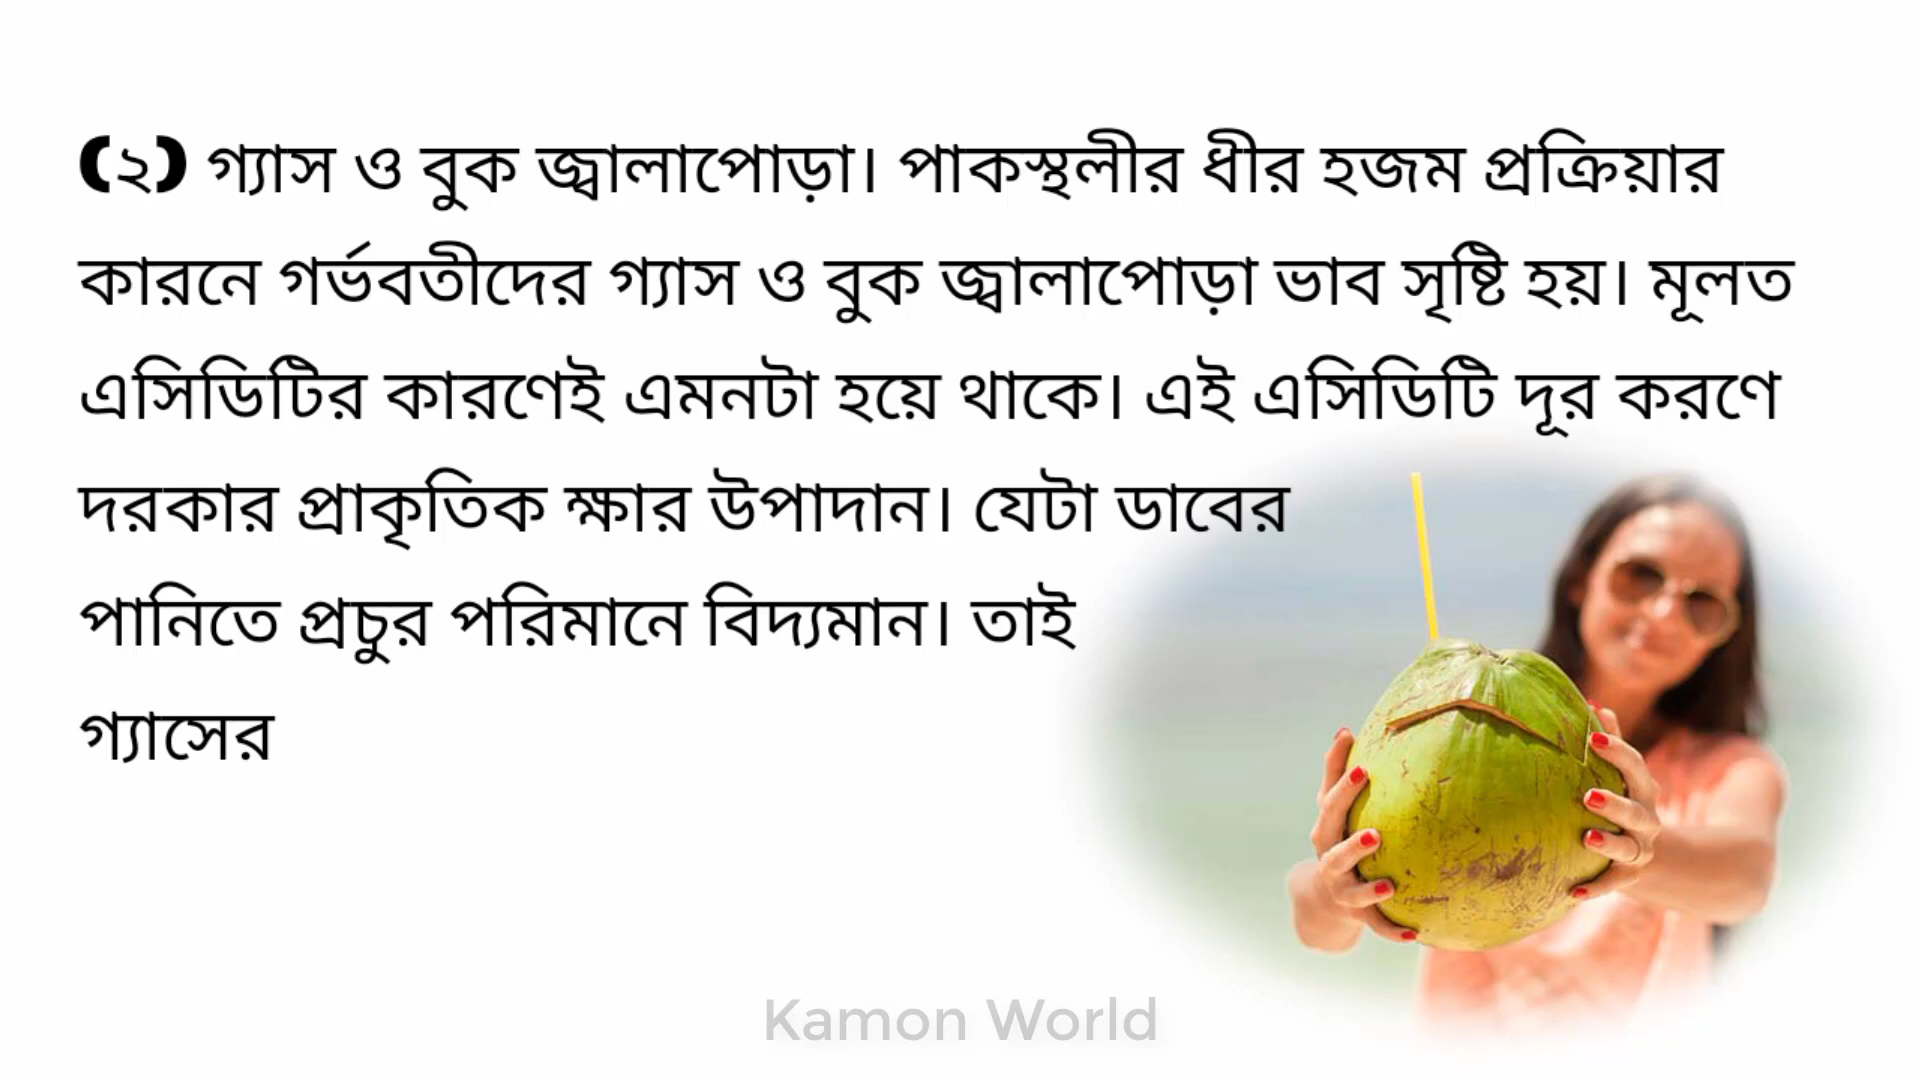 (২) গ্যাস ও বুক জ্বালাপোড়া। পাকস্থলীর ধীর হজম প্রক্রিয়ার
কারনে গর্ভবতীদের গ্যাস ও বুক জ্বালাপোড়া ভাব সৃষ্টি হয়। মূলত
এসিডিটির কারণেই এমনটা হয়ে থাকে। এই এসিডিটি দূর করণে
দরকার প্রাকৃতিক ক্ষার উপাদান। যেটা ডাবের
পানিতে প্রচুর পরিমানে বিদ্যমান। তাই
গ্যাসের
Kamon World